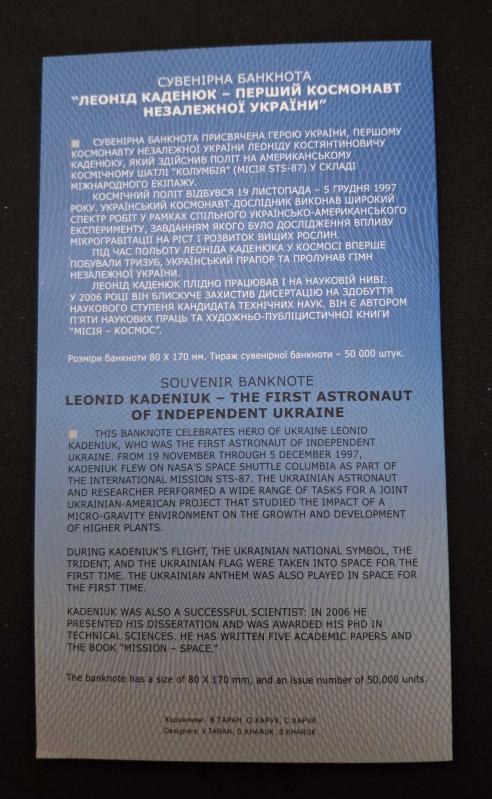 СУВЕНІРНА БАНКНОТА
“ЛЕОНІД КАДЕНЮК – ПЕРШИЙ КОСМОНАВТ
НЕЗАЛЕЖНОЇ УКРАЇНИ”
СУВЕНІРНА БАНКНОТА ПРИСВЯЧЕНА ГЕРОЮ УКРАЇНИ, ПЕРШОМУ
КОСМОНАВТУ НЕЗАЛЕЖНОЇ УКРАЇНИ ЛЕОНІДУ КОСТЯНТИНОВИЧУ
КАДЕНЮКУ, ЯКИЙ ЗДІЙСНИВ ПОЛІТ НА АМЕРИКАНСЬКОМУ
КОСМІЧНОМУ ШАТЛІ “КОЛУМБІЯ” (МІСІЯ STS-87) У СКЛАДІ
МІЖНАРОДНОГО ЕКІПАЖУ.
КОСМІЧНИЙ ПОЛІТ ВІДБУВСЯ 19 ЛИСТОПАДА – 5 ГРУДНЯ 1997
РОКУ. УКРАЇНСЬКИЙ КОСМОНАВТ-ДОСЛІДНИК ВИКОНАВ ШИРОКИЙ
СПЕКТР РОБІТ У РАМКАХ СПІЛЬНОГО УКРАЇНСЬКО-АМЕРИКАНСЬКОГО
ЕКСПЕРИМЕНТУ, ЗАВДАННЯМ ЯКОГО БУЛО ДОСЛІДЖЕННЯ ВПЛИВУ
МІКРОГРАВІТАЦІЇ НА РІСТ І РОЗВИТОК ВИЩИХ РОСЛИН.
ПІД ЧАС ПОЛЬОТУ ЛЕОНІДА КАДЕНЮКА У КОСМОСІ ВПЕРШЕ
ПОБУВАЛИ ТРИЗУБ, УКРАЇНСЬКИЙ ПРАПОР ТА ПРОЛУНАВ ГІМН
НЕЗАЛЕЖНОЇ УКРАЇНИ.
ЛЕОНІД КАДЕНЮК ПЛІДНО ПРАЦЮВАВ І НА НАУКОВІЙ НИВІ:
У 2006 РОЦІ ВІН БЛИСКУЧЕ ЗАХИСТИВ ДИСЕРТАЦІЮ НА ЗДОБУТТЯ
НАУКОВОГО СТУПЕНЯ КАНДИДАТА ТЕХНІЧНИХ НАУК. ВІН Є АВТОРОМ
П’ЯТИ НАУКОВИХ ПРАЦЬ ТА ХУДОЖНЬО-ПУБЛІЦИСТИЧНОЇ КНИГИ
“МІСІЯ – КОСМОС”.
Розміри банкноти 80 X 170 мм. Тираж сувенірної банкноти – 50 000 штук.
SOUVENIR BANKNOTE
LEONID KADENIUK – THE FIRST ASTRONAUT
OF INDEPENDENT UKRAINE
THIS BANKNOTE CELEBRATES HERO OF UKRAINE LEONID
KADENIUK, WHO WAS THE FIRST ASTRONAUT OF INDEPENDENT
UKRAINE. FROM 19 NOVEMBER THROUGH 5 DECEMBER 1997,
KADENIUK FLEW ON NASA'S SPACE SHUTTLE COLUMBIA AS PART OF
THE INTERNATIONAL MISSION STS-87. THE UKRAINIAN ASTRONAUT
AND RESEARCHER PERFORMED A WIDE RANGE OF TASKS FOR A JOINT
UKRAINIAN-AMERICAN PROJECT THAT STUDIED THE IMPACT OF A
MICRO-GRAVITY ENVIRONMENT ON THE GROWTH AND DEVELOPMENT
OF HIGHER PLANTS.
DURING KADENIUK'S FLIGHT, THE UKRAINIAN NATIONAL SYMBOL, THE
TRIDENT, AND THE UKRAINIAN FLAG WERE TAKEN INTO SPACE FOR THE
FIRST TIME. THE UKRAINIAN ANTHEM WAS ALSO PLAYED IN SPACE FOR
THE FIRST TIME.
KADENIUK WAS ALSO A SUCCESSFUL SCIENTIST: IN 2006 HE
PRESENTED HIS DISSERTATION AND WAS AWARDED HIS PHD IN
TECHNICAL SCIENCES. HE HAS WRITTEN FIVE ACADEMIC PAPERS AND
THE BOOK "MISSION – SPACE."
The banknote has a size of 80 X 170 mm, and an issue number of 50,000 units.
Художники: В.ТАРАН, О.ХАРУК, С.ХАРУК
Designers: V.TARAN, O.KHARUK, S.KHARUK